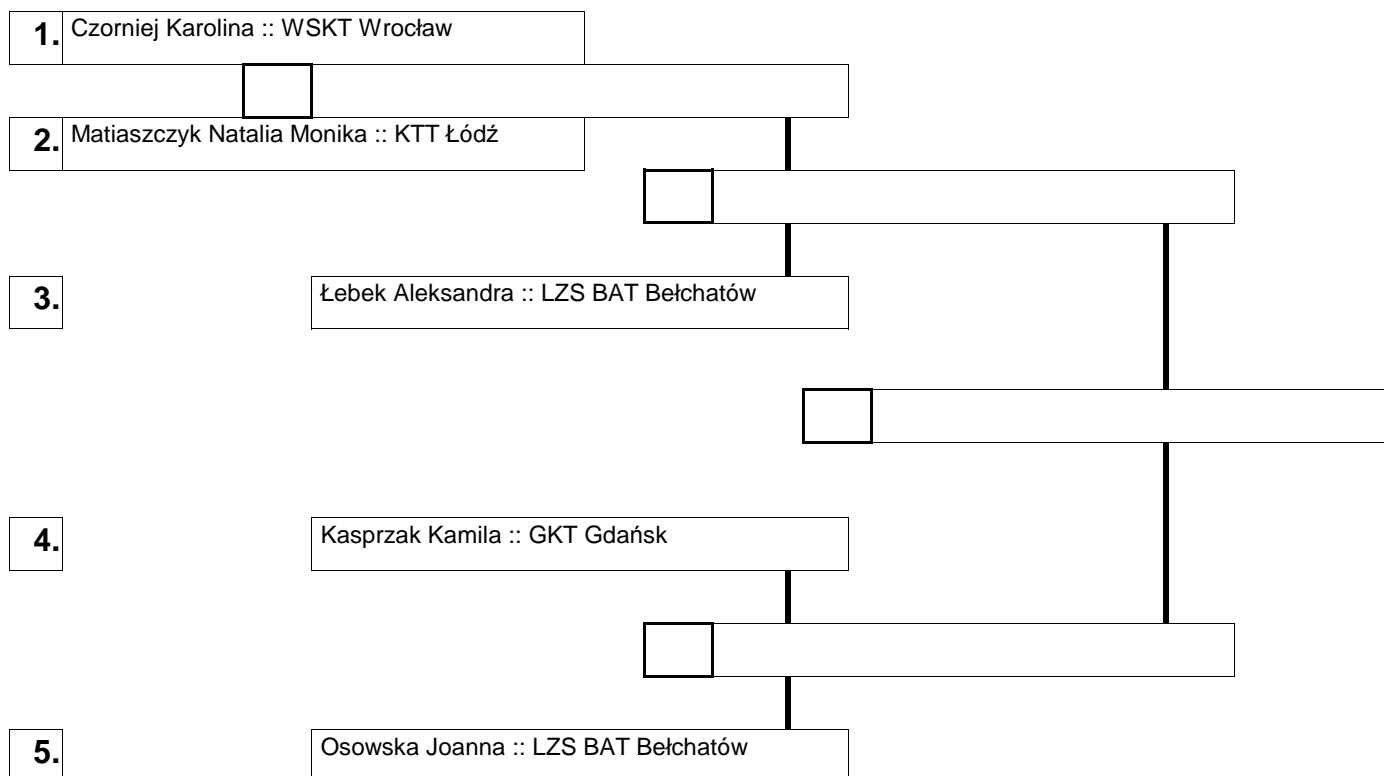 1. Czorniej Karolina :: WSKT Wrocław
2. Matiaszczyk Natalia Monika :: KTT Łódź
3. Łebek Aleksandra :: LZS BAT Bełchatów
4. Kasprzak Kamila :: GKT Gdańsk
5. Osowska Joanna :: LZS BAT Bełchatów